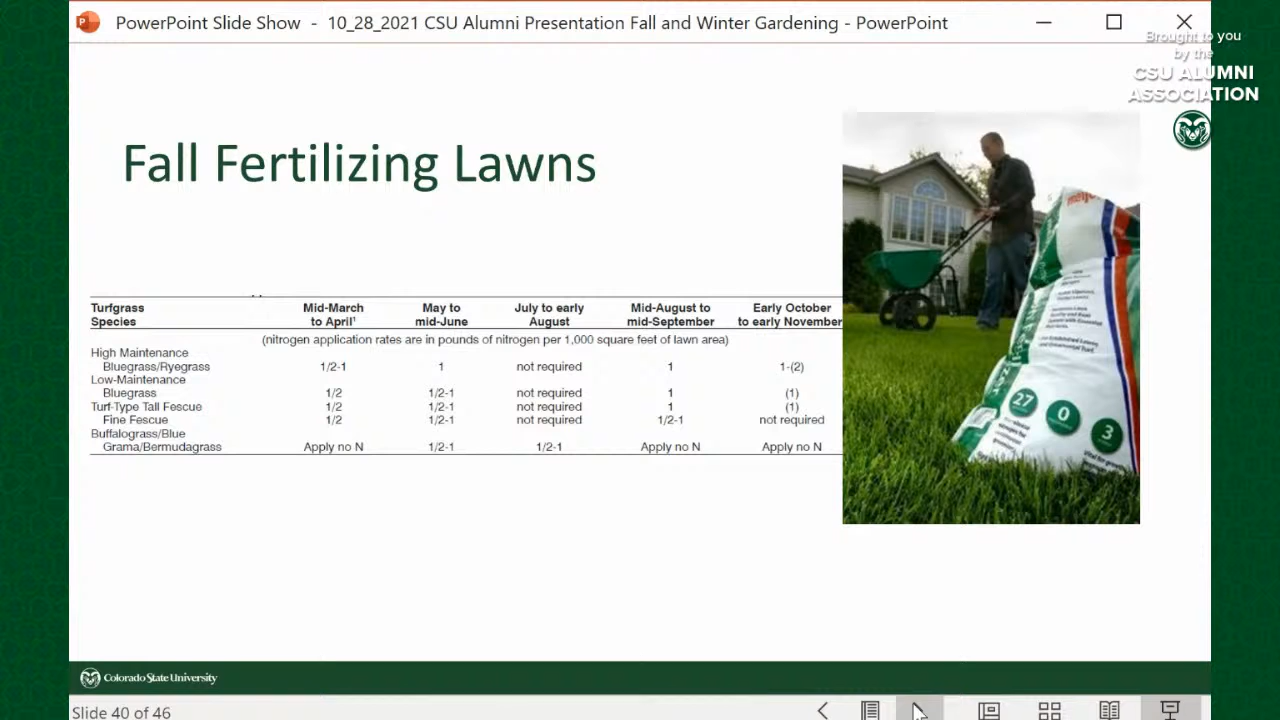 PowerPoint Slide Show - 10_28_2021 CSU Alumni Presentation Fall and Winter Gardening - PowerPoint
Brought to you
by the
CSU ALUMNI
ASSOCIATION
Fall Fertilizing Lawns
Turfgrass Species Mid-March to April¹ May to mid-June July to early August Mid-August to mid-September Early October to early November
(nitrogen application rates are in pounds of nitrogen per 1,000 square feet of lawn area)
High Maintenance
Bluegrass/Ryegrass 1/2-1 1 not required 1 1-(2)
Low-Maintenance
Bluegrass 1/2 1/2-1 not required 1 (1)
Turf-Type Tall Fescue 1/2 1/2-1 not required 1 (1)
Fine Fescue 1/2 1/2-1 not required 1/2-1 not required
Buffalograss/Blue
Grama/Bermudagrass Apply no N 1/2-1 1/2-1 Apply no N Apply no N
27 0 3
Colorado State University
Slide 40 of 46